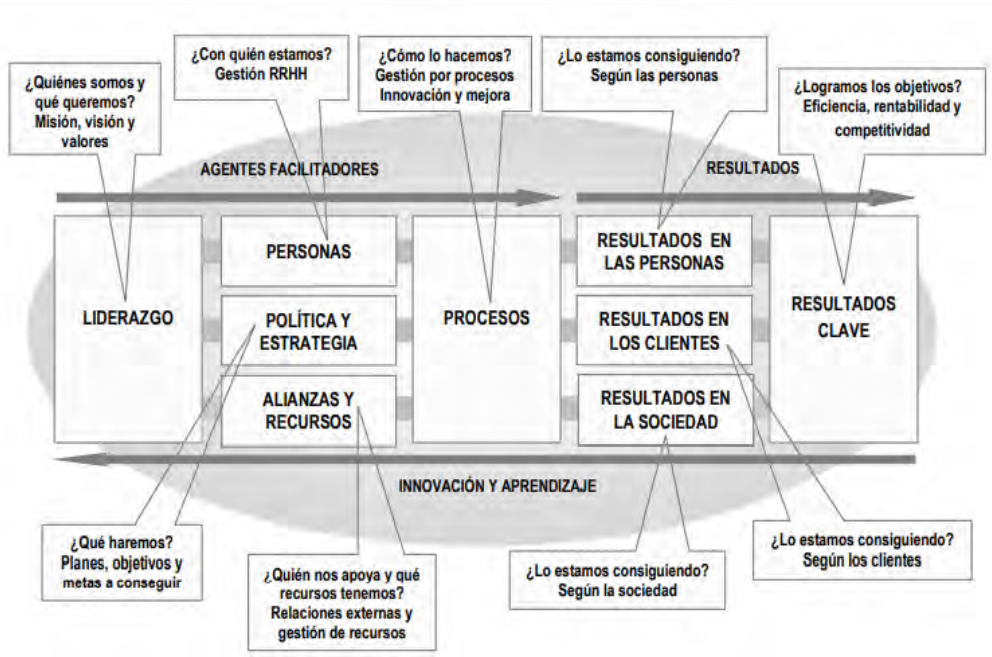 ¿Quiénes somos y
qué queremos?
Misión, visión y
valores
¿Con quién estamos?
Gestión RRHH
¿Cómo lo hacemos?
Gestión por procesos
Innovación y mejora
¿Lo estamos consiguiendo?
Según las personas
¿Logramos los objetivos?
Eficiencia, rentabilidad y
competitividad
AGENTES FACILITADORES
RESULTADOS
LIDERAZGO
PERSONAS
POLÍTICA Y
ESTRATEGIA
ALIANZAS Y
RECURSOS
PROCESOS
RESULTADOS EN
LAS PERSONAS
RESULTADOS EN
LOS CLIENTES
RESULTADOS EN
LA SOCIEDAD
RESULTADOS
CLAVE
INNOVACIÓN Y APRENDIZAJE
¿Qué haremos?
Planes, objetivos y
metas a conseguir
¿Quién nos apoya y qué
recursos tenemos?
Relaciones externas y
gestión de recursos
¿Lo estamos consiguiendo?
Según la sociedad
¿Lo estamos consiguiendo?
Según los clientes